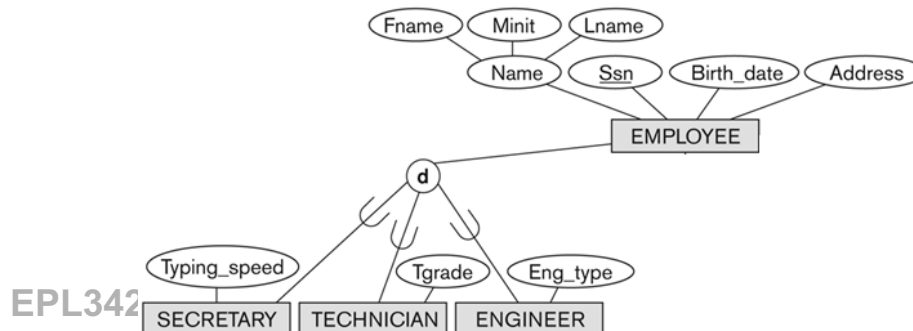 Fname Minit Lname
Name Ssn Birth_date Address
EMPLOYEE
d
Typing_speed Tgrade Eng_type
EPL342
SECRETARY TECHNICIAN ENGINEER